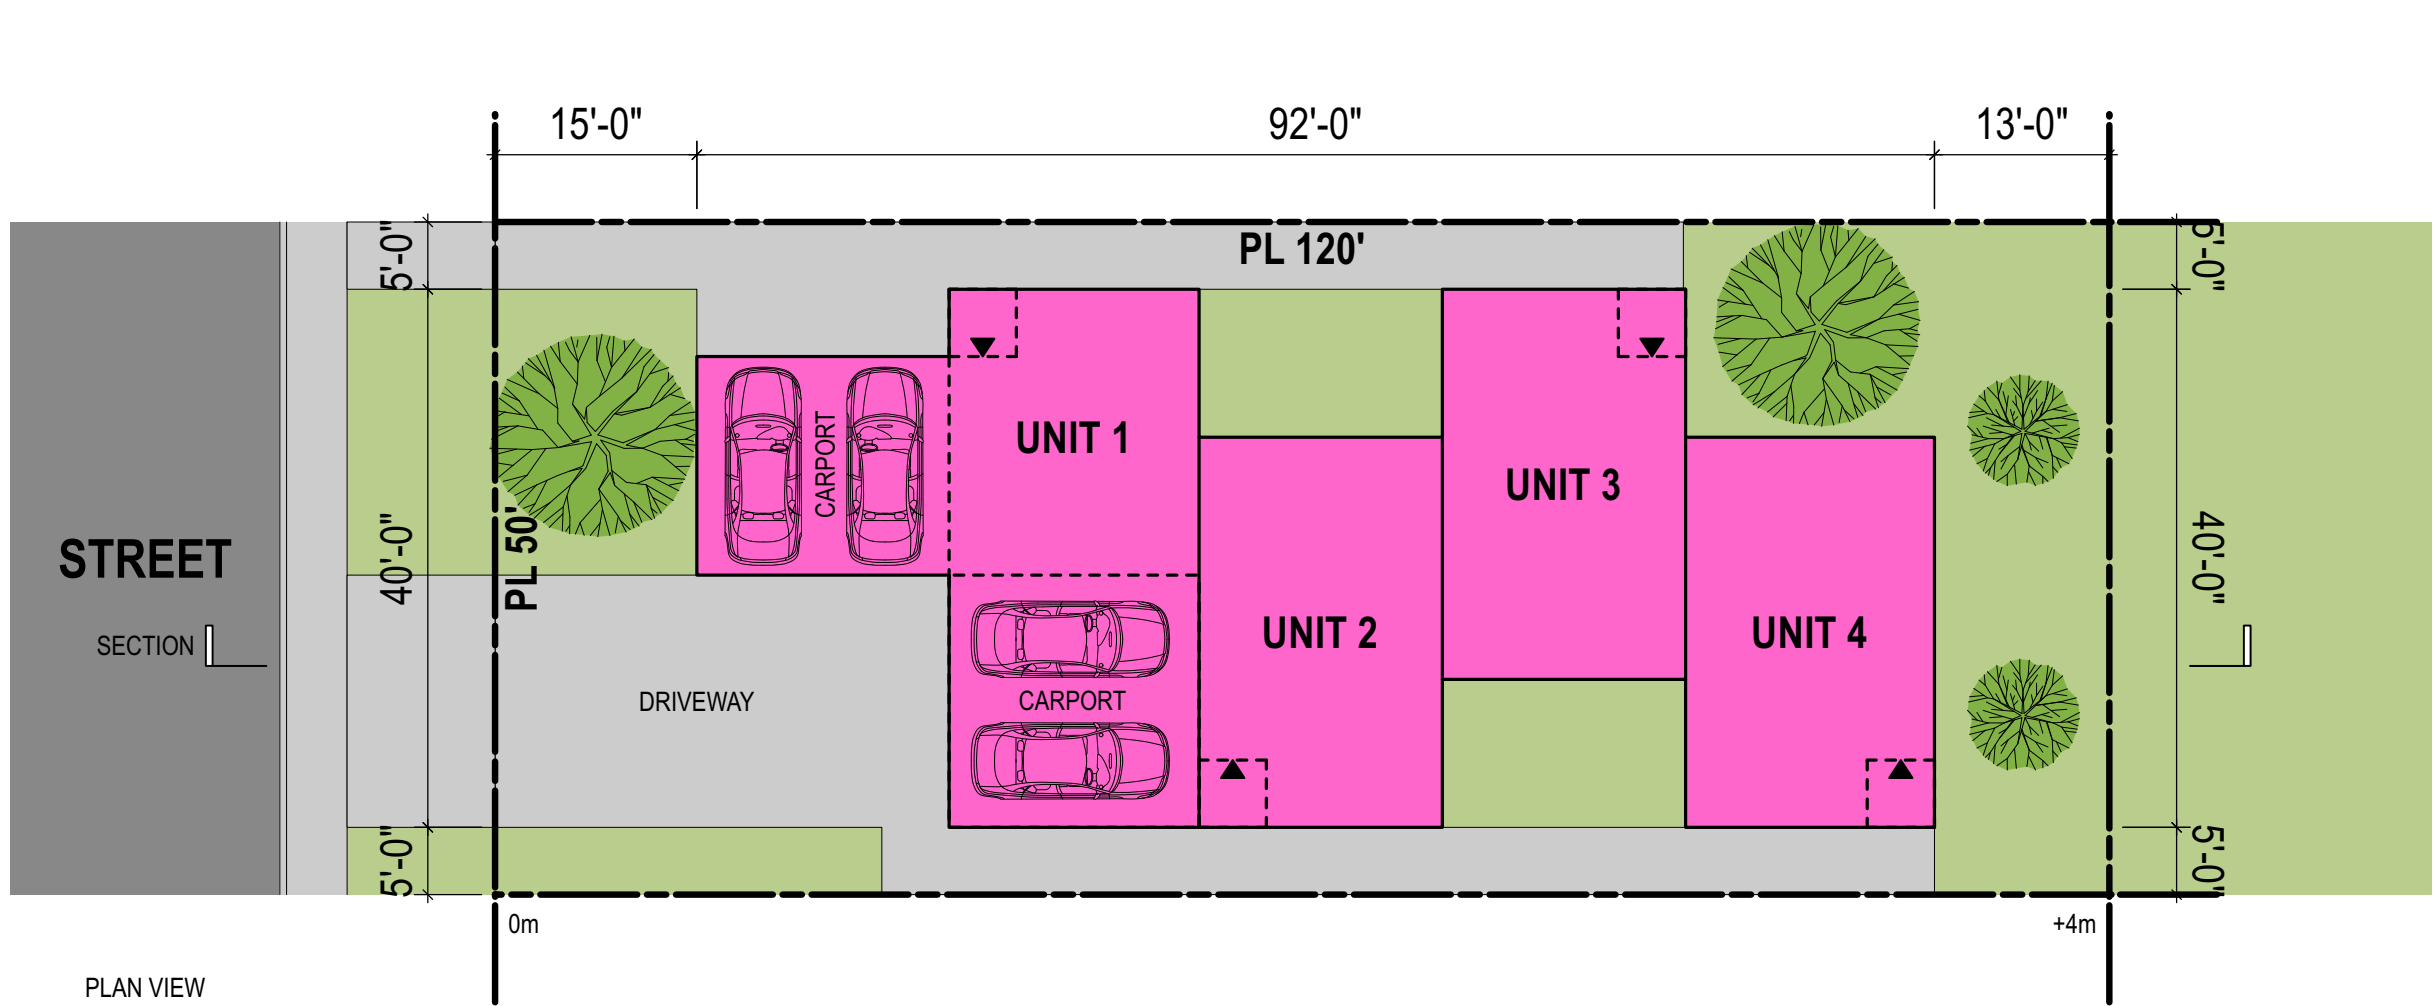 15'-0"
92'-0"
13'-0"
5'-0"
PL 120'
5'-0"
CARPORT
UNIT 1
UNIT 3
STREET
40'-0"
PL 50'
40'-0"
UNIT 2
UNIT 4
SECTION
DRIVEWAY
CARPORT
5'-0"
5'-0"
0m
+4m
PLAN VIEW